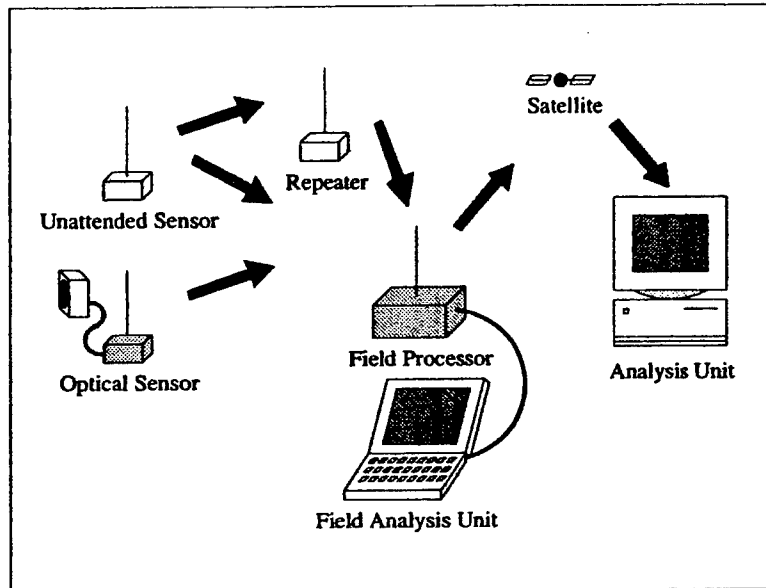 Satellite
Repeater
Unattended Sensor
Field Processor
Optical Sensor
Analysis Unit
Field Analysis Unit